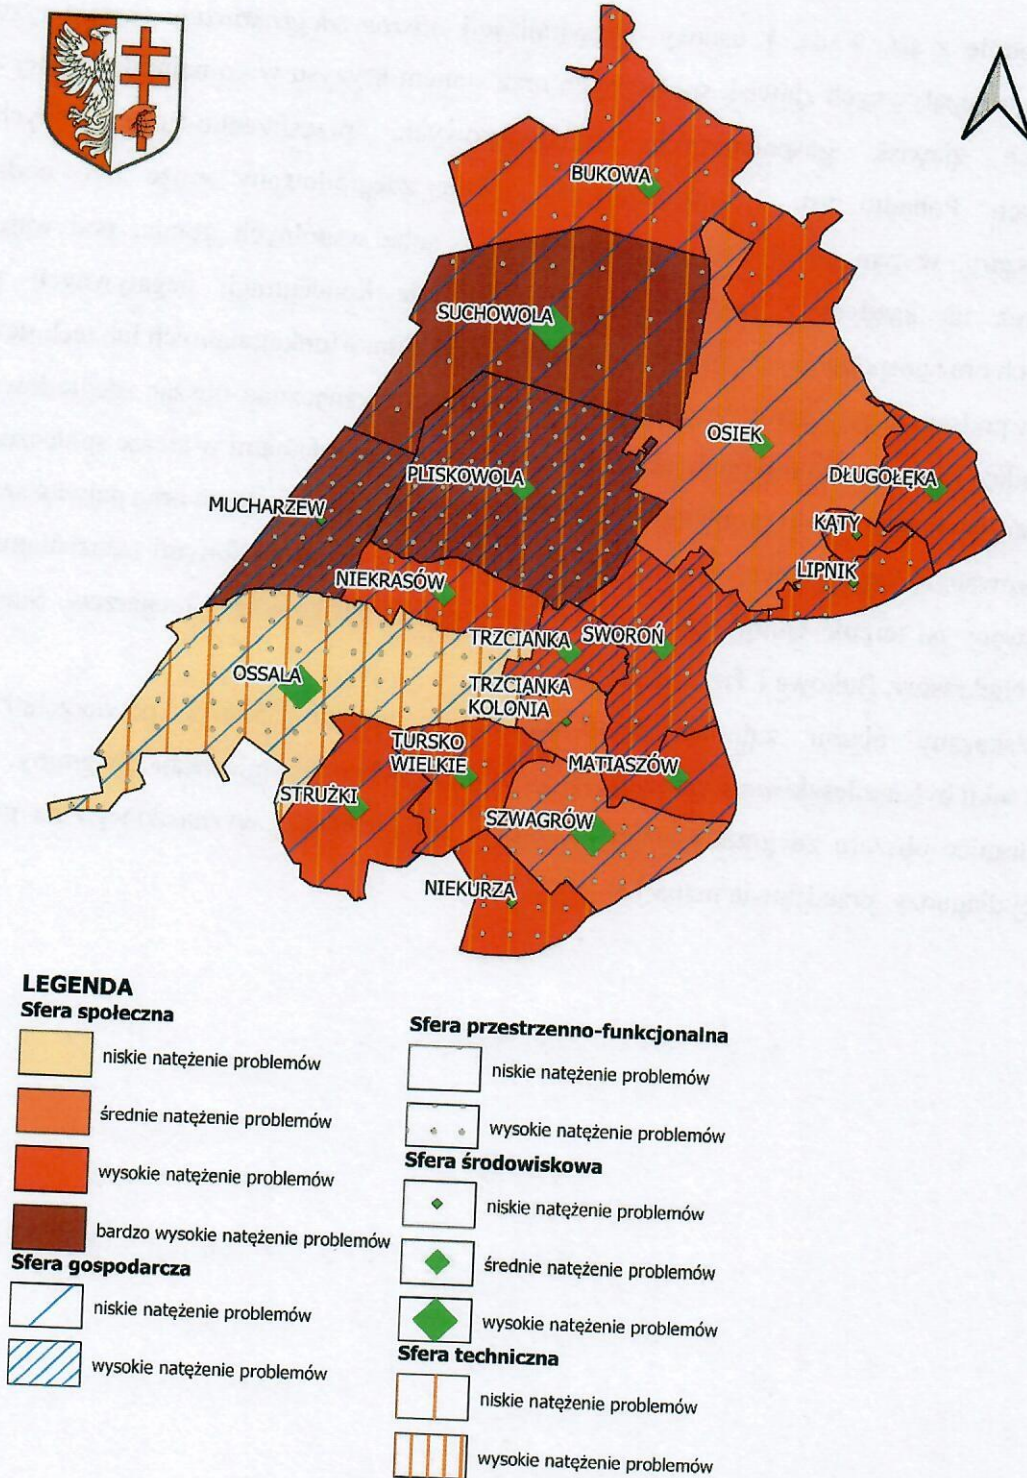 BUKOWA
SUCHOWOLA
OSIEK
PLISKOWOLA
DŁUGOŁĘKA
MUCHARZEW
KĄTY
NIEKRASÓW
LIPNIK
TRZCIANKA
SWOROŃ
OSSALA
TRZCIANKA
KOLONIA
TURSKO
WIELKIE
MATIASZÓW
STRUŻKI
SZWAGRÓW
NIEKURZA
LEGENDA
Sfera społeczna
niskie natężenie problemów
średnie natężenie problemów
wysokie natężenie problemów
bardzo wysokie natężenie problemów
Sfera gospodarcza
niskie natężenie problemów
wysokie natężenie problemów
Sfera przestrzenno-funkcjonalna
niskie natężenie problemów
wysokie natężenie problemów
Sfera środowiskowa
niskie natężenie problemów
średnie natężenie problemów
wysokie natężenie problemów
Sfera techniczna
niskie natężenie problemów
wysokie natężenie problemów